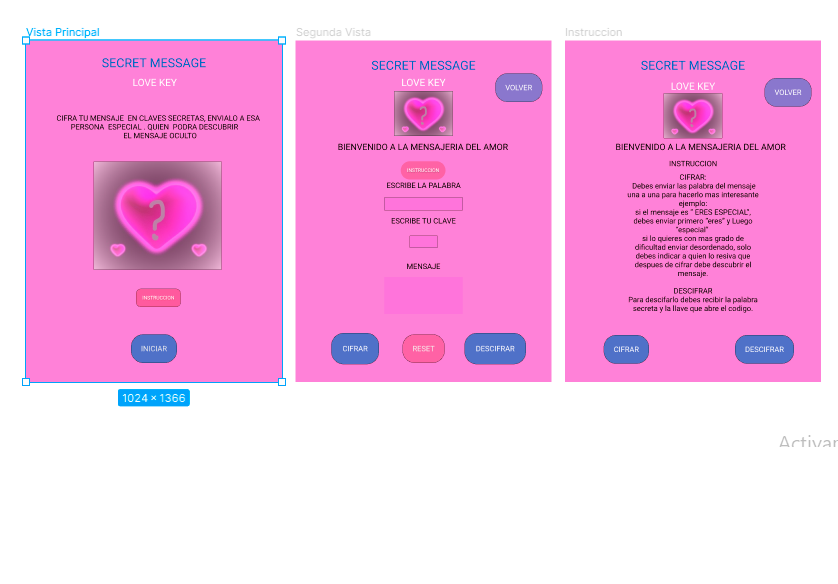 Vista Principal
SECRET MESSAGE
LOVE KEY
CIFRA TU MENSAJE EN CLAVES SECRETAS, ENVIALO A ESA
PERSONA ESPECIAL . QUIEN PODRA DESCUBRIR
EL MENSAJE OCULTO
?
INSTRUCCION
INICIAR
1024 × 1366
Segunda Vista
SECRET MESSAGE
LOVE KEY
VOLVER
?
BIENVENIDO A LA MENSAJERIA DEL AMOR
INSTRUCCION
ESCRIBE LA PALABRA
ESCRIBE TU CLAVE
MENSAJE
CIFRAR
RESET
DESCIFRAR
Instruccion
SECRET MESSAGE
LOVE KEY
VOLVER
?
BIENVENIDO A LA MENSAJERIA DEL AMOR
INSTRUCCION
CIFRAR:
Debes enviar las palabra del mensaje
una a una para hacerlo mas interesante
ejemplo:
si el mensaje es " ERES ESPECIAL",
debes enviar primero "eres" y Luego
"especial"
si lo quieres con mas grado de
dificultad enviar desordenado, solo
debes indicar a quien lo resiva que
despues de cifrar debe descubrir el
mensaje.
DESCIFRAR
Para descifarlo debes recibir la palabra
secreta y la llave que abre el codigo.
CIFRAR
DESCIFRAR
Activar